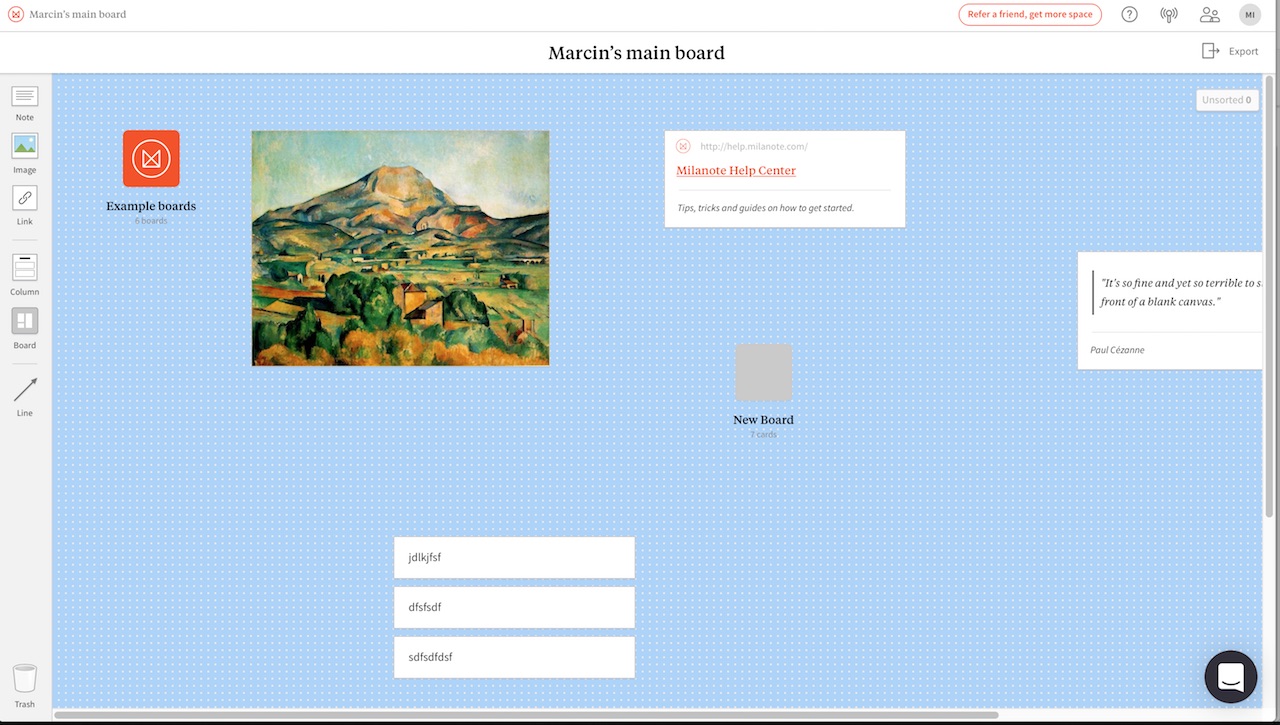 Marcin's main board
Refer a friend, get more space
MI
Marcin's main board
Export
Note
Image
Link
Column
Board
Line
Trash
Unsorted 0
Example boards
6 boards
http://help.milanote.com/
Milanote Help Center
Tips, tricks and guides on how to get started.
"It's so fine and yet so terrible to s
front of a blank canvas."
Paul Cézanne
New Board
7 cards
jdlkjfsf
dfsfsdf
sdfsdfdsf